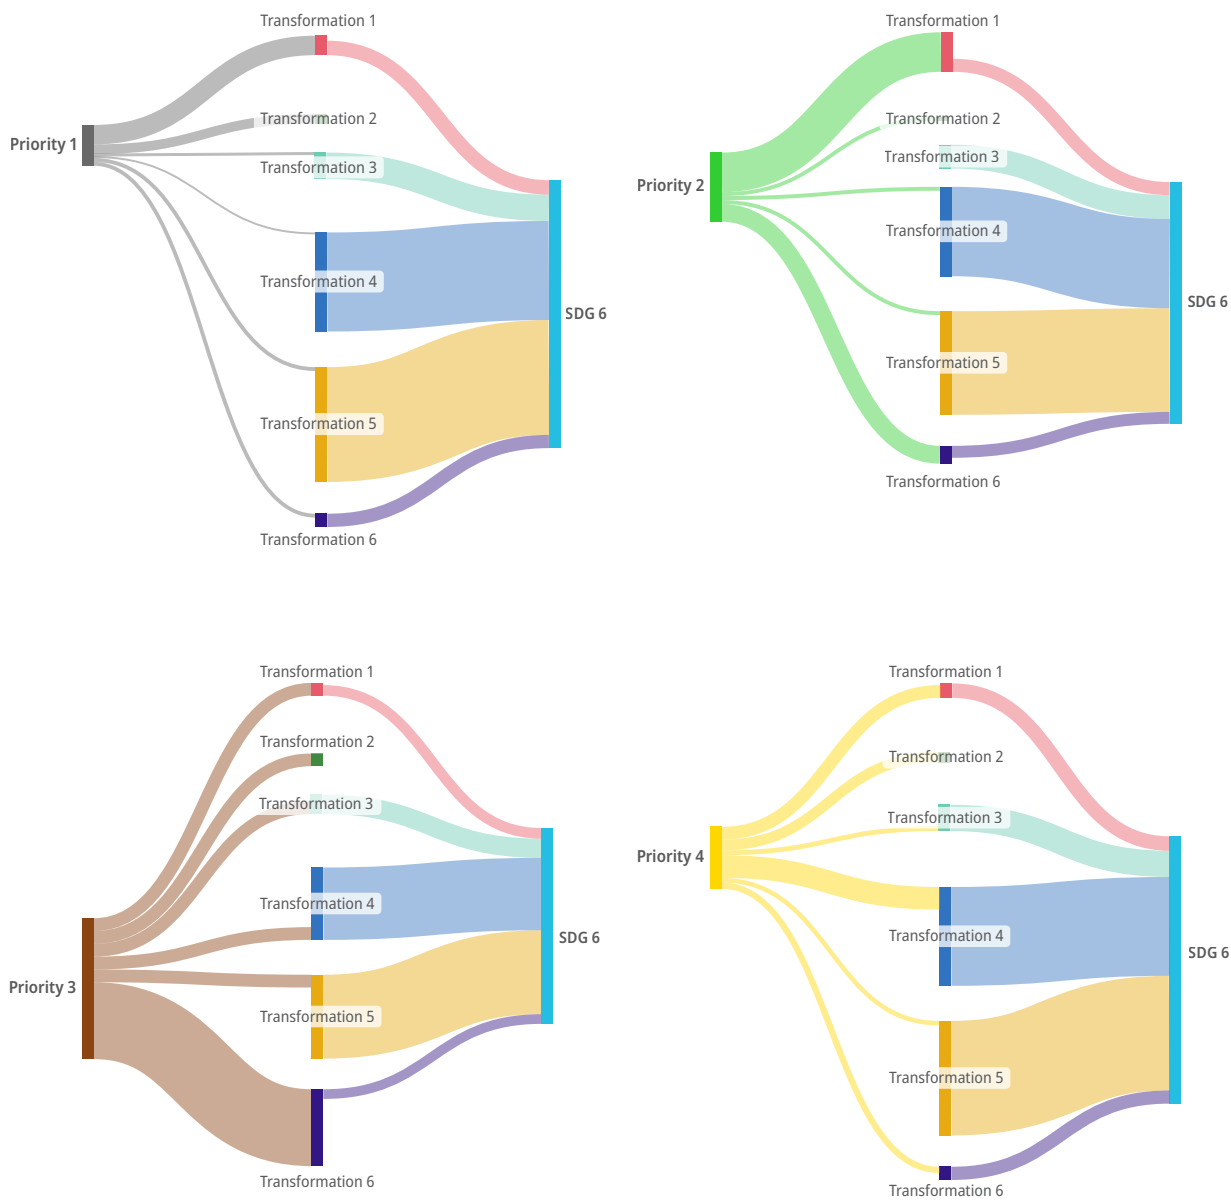 Transformation 1
Transformation 2
Priority 1
Transformation 3
Transformation 4
SDG 6
Transformation 5
Transformation 6
Transformation 1
Transformation 2
Transformation 3
Priority 2
Transformation 4
SDG 6
Transformation 5
Transformation 6
Transformation 1
Transformation 2
Transformation 3
Transformation 4
SDG 6
Priority 3
Transformation 5
Transformation 6
Transformation 1
Transformation 2
Transformation 3
Priority 4
Transformation 4
SDG 6
Transformation 5
Transformation 6